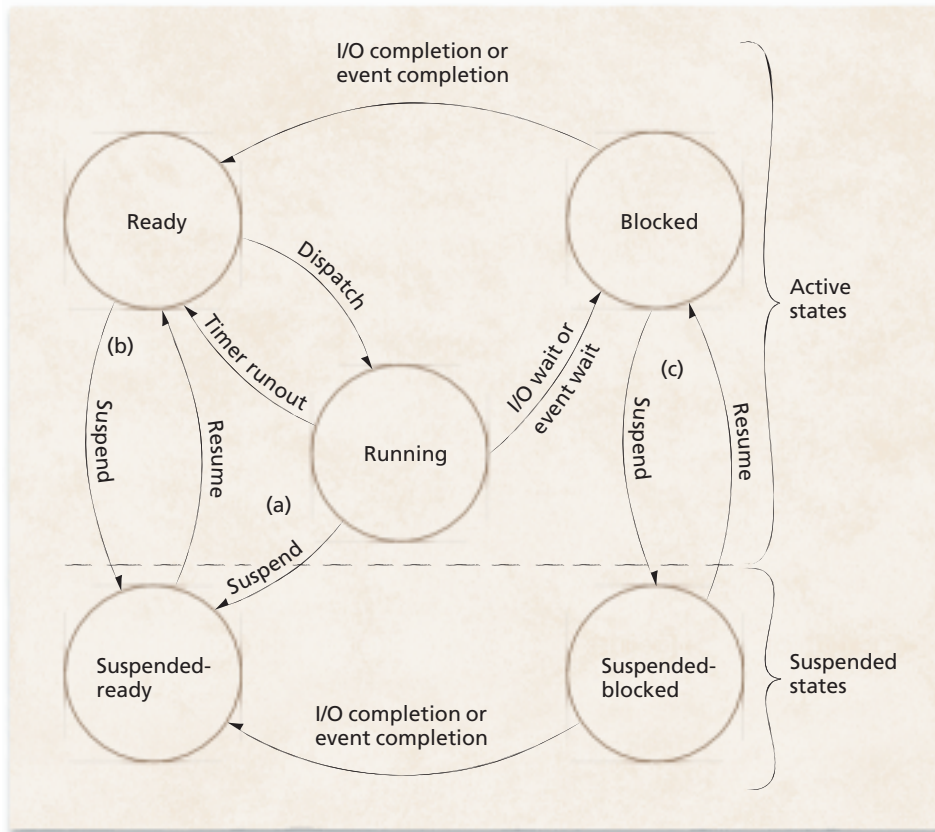 I/O completion or
event completion
Ready
Blocked
Dispatch
Active
states
(b)
Timer runout
I/O wait or
event wait
(c)
Suspend
Resume
Running
Suspend
Resume
(a)
Suspend
Suspended-
ready
Suspended-
blocked
Suspended
states
I/O completion or
event completion